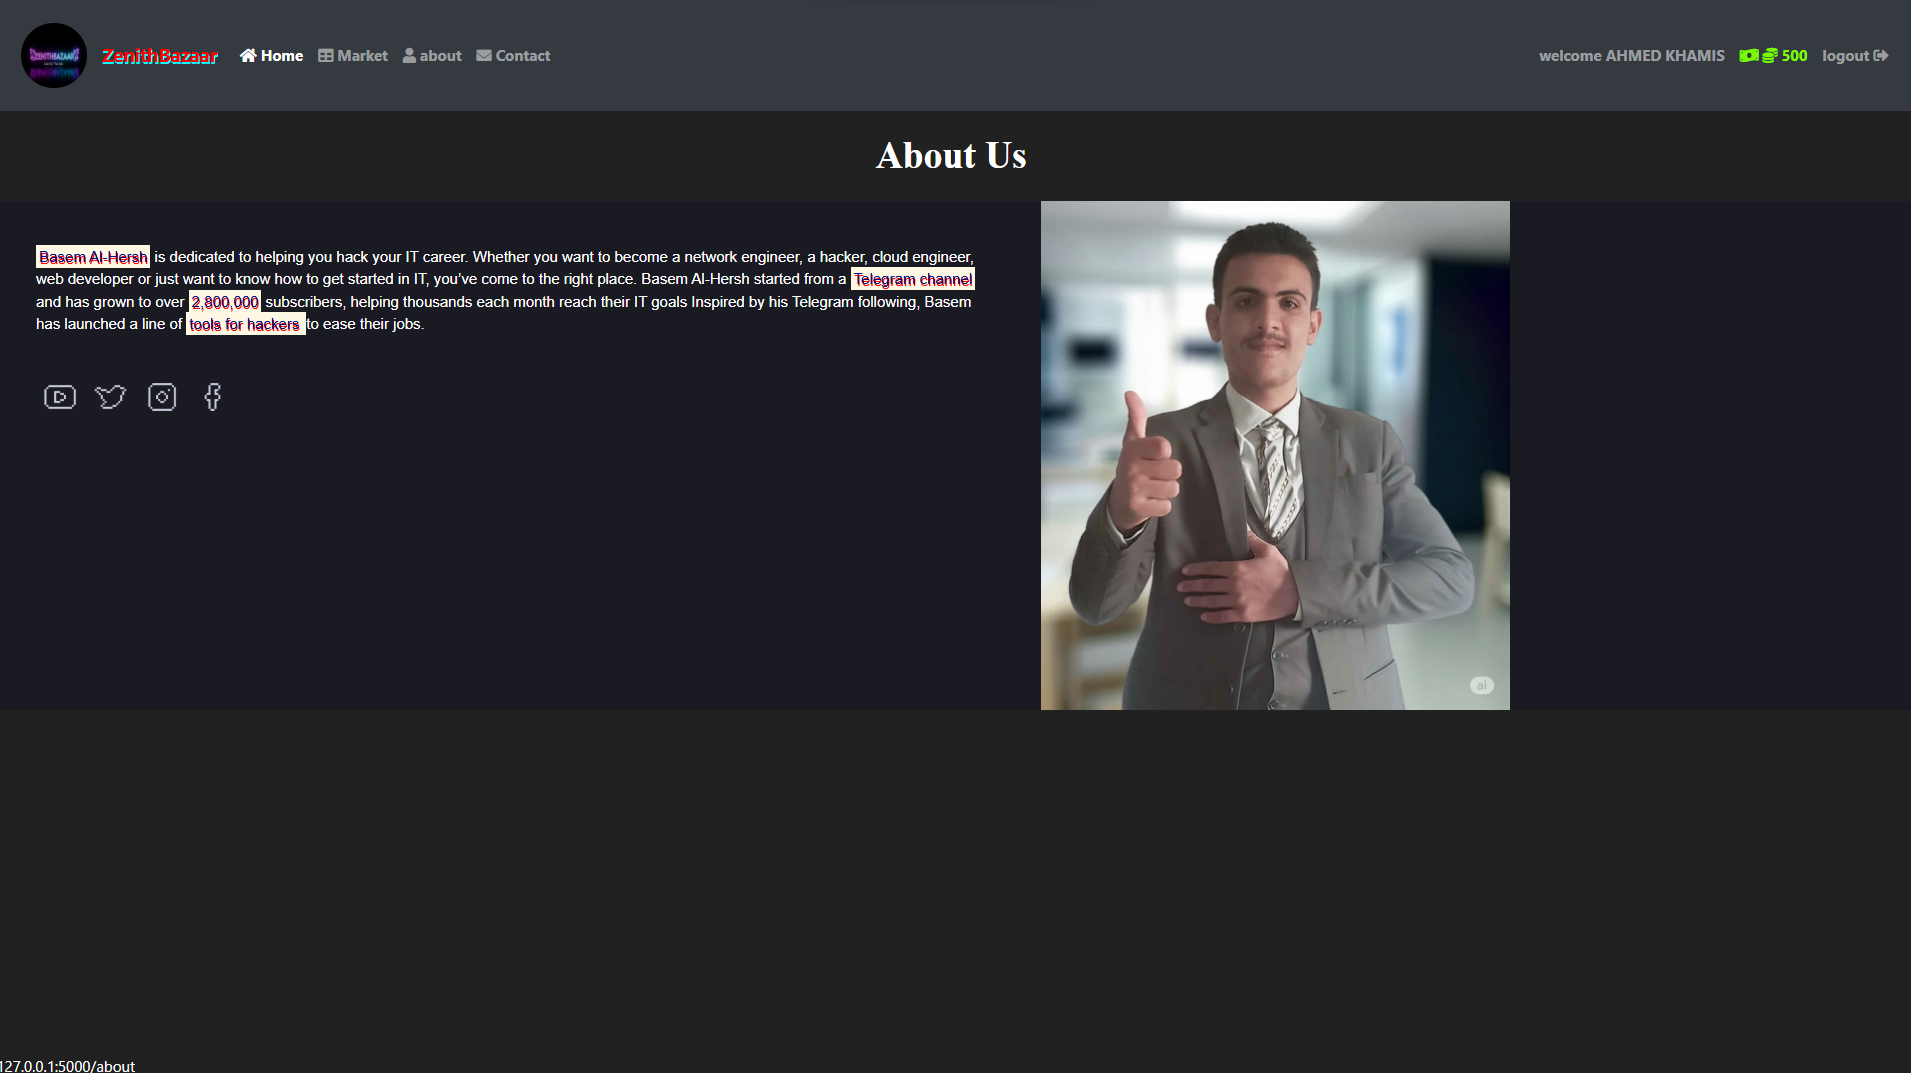 ZENITHBAZAAR
ZenithBazaar Home Market about Contact welcome AHMED KHAMIS 500 logout
About Us
Basem Al-Hersh is dedicated to helping you hack your IT career. Whether you want to become a network engineer, a hacker, cloud engineer,
web developer or just want to know how to get started in IT, you’ve come to the right place. Basem Al-Hersh started from a Telegram channel
and has grown to over 2,800,000 subscribers, helping thousands each month reach their IT goals Inspired by his Telegram following, Basem
has launched a line of tools for hackers to ease their jobs.
ai
127.0.0.1:5000/about